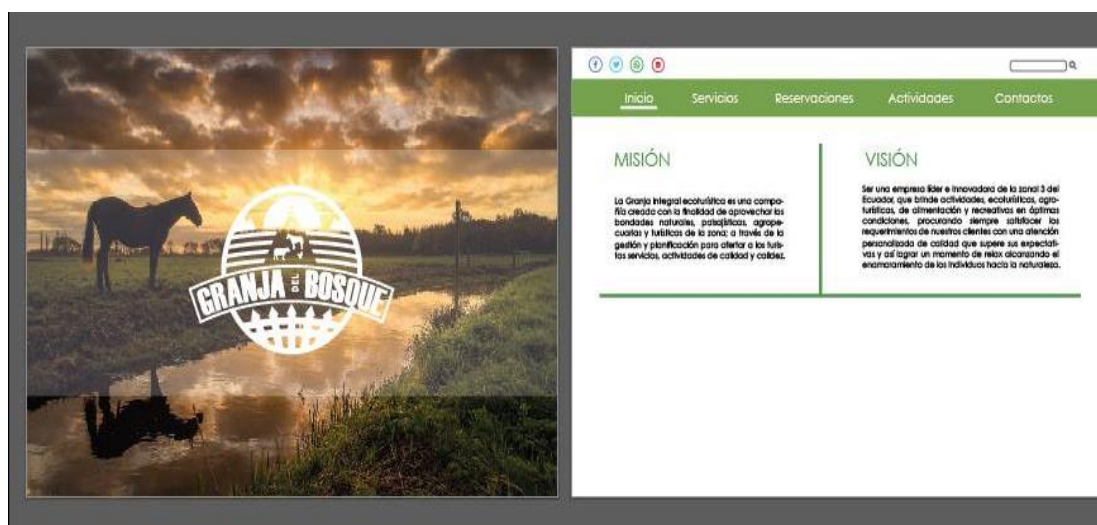 GRANJA DEL BOSQUE
Inicio Servicios Reservaciones Actividades Contactos
MISIÓN
La Granja Integral ecoturística es una compo-
ñía creada con la finalidad de aprovechar las
bondades naturales, paisajísticas, agrope-
cuarias y turísticas de la zona; a través de la
gestión y planificación para ofertar a los turis-
tas servicios, actividades de calidad y calidez.
VISIÓN
Ser una empresa líder e innovadora de la zonal 3 del
Ecuador, que brinde actividades, ecoturísticas, agro-
turísticas, de alimentación y recreativas en óptimas
condiciones, procurando siempre satisfacer los
requerimientos de nuestros clientes con una atención
personalizada de calidad que supere sus expectati-
vas y así lograr un momento de relax alcanzando el
enamoramiento de los individuos hacia la naturaleza.